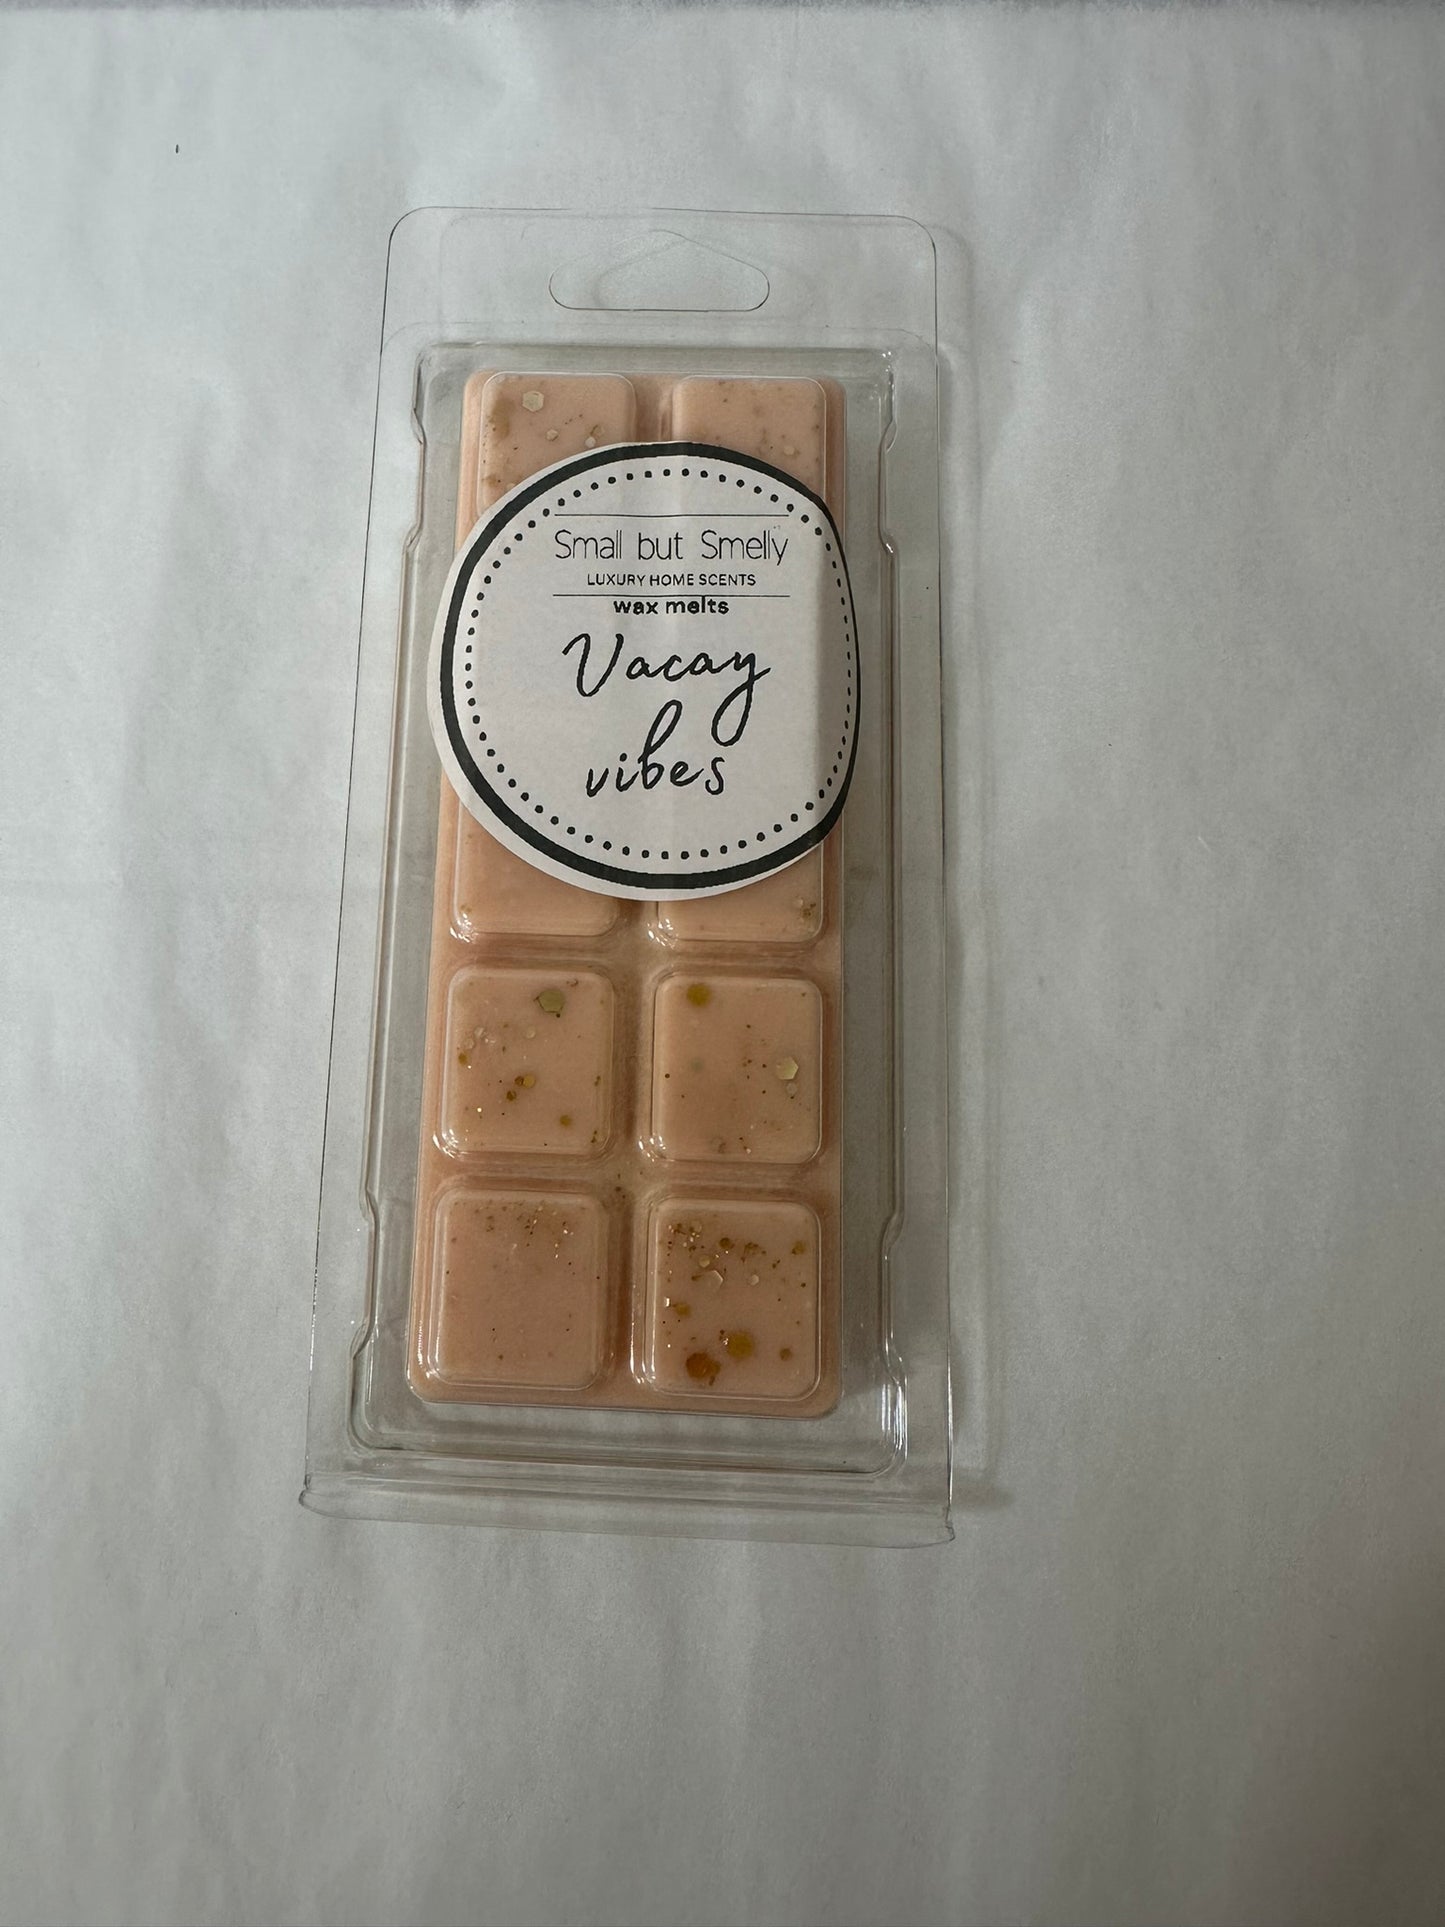 Small but Smelly
LUXURY HOME SCENTS
wax melts
Vacay
vibes